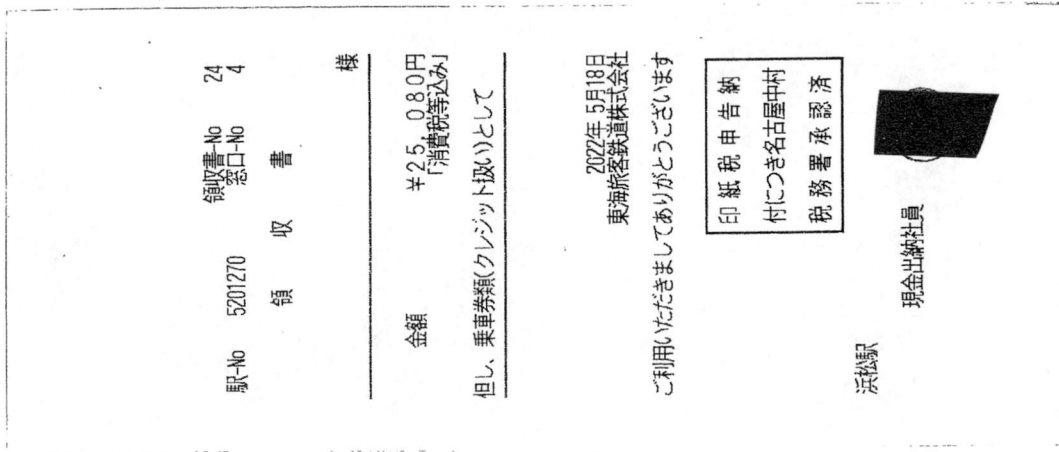 領収書-No 24
駅-No 5201270 窓口-No 4
領 収 書
様
金額 ¥25,080円
「消費税等込み」
但し、乗車券類(クレジット扱い)として
2022年 5月18日
東海旅客鉄道株式会社
ご利用いただきましてありがとうございます
印紙税申告納
付につき名古屋中村
税務署承認済
浜松駅
現金出納社員